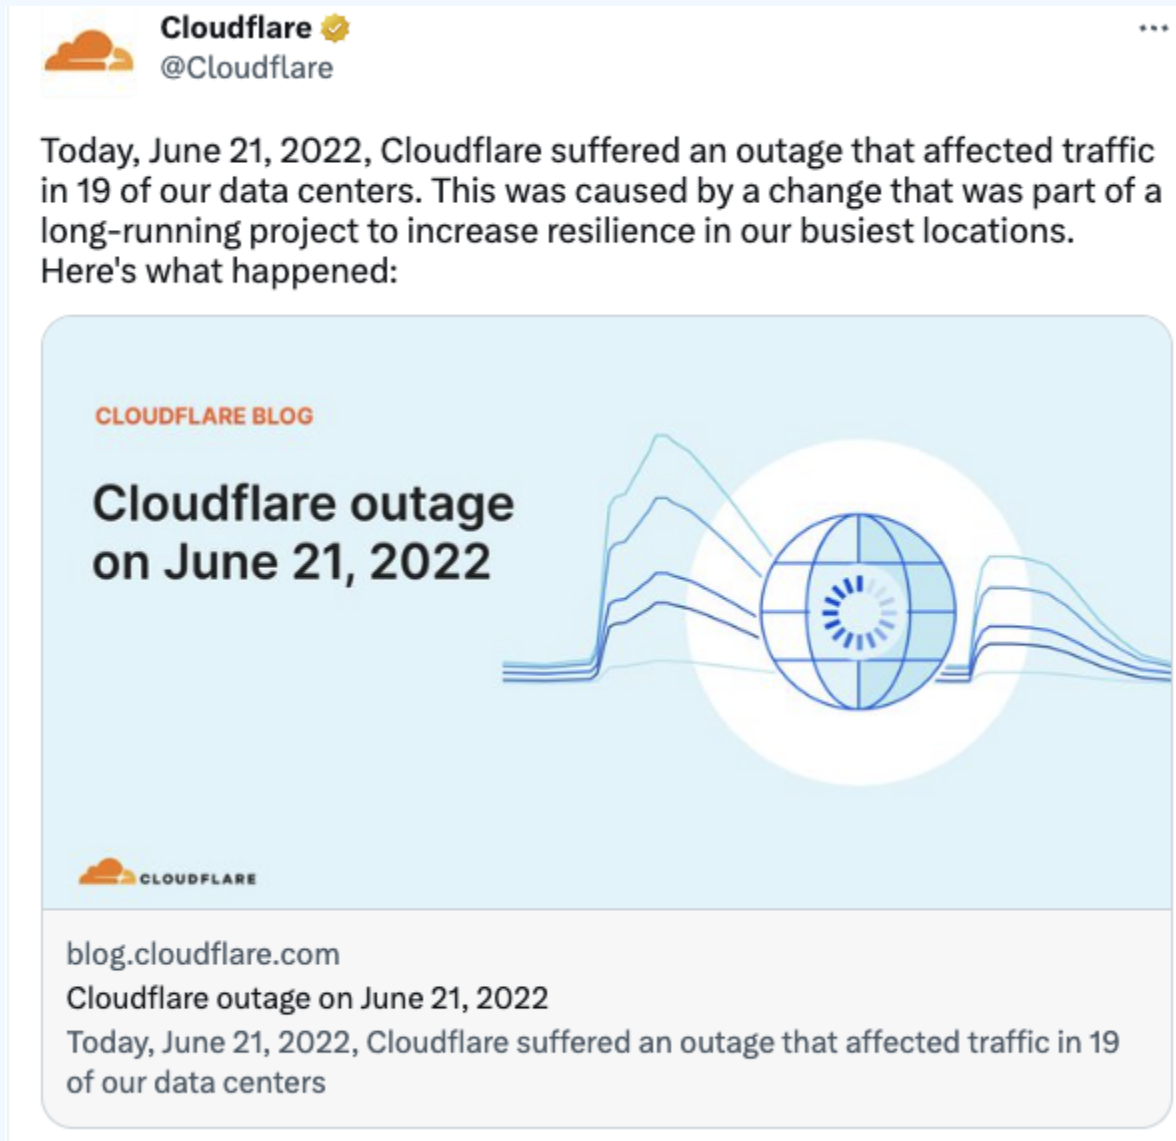 Cloudflare
@Cloudflare
Today, June 21, 2022, Cloudflare suffered an outage that affected traffic
in 19 of our data centers. This was caused by a change that was part of a
long-running project to increase resilience in our busiest locations.
Here's what happened:
CLOUDFLARE BLOG
Cloudflare outage
on June 21, 2022
CLOUDFLARE
blog.cloudflare.com
Cloudflare outage on June 21, 2022
Today, June 21, 2022, Cloudflare suffered an outage that affected traffic in 19
of our data centers